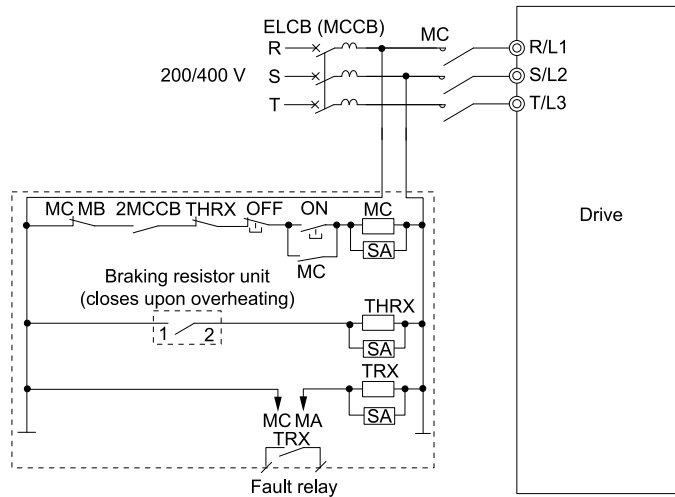 ELCB (MCCB)
MC
R
R/L1
200/400 V
S
S/L2
T
T/L3
Drive
MC MB
2MCCB
THRX
OFF
ON
MC
SA
MC
Braking resistor unit
(closes upon overheating)
1
2
THRX
SA
TRX
SA
MC MA
TRX
Fault relay